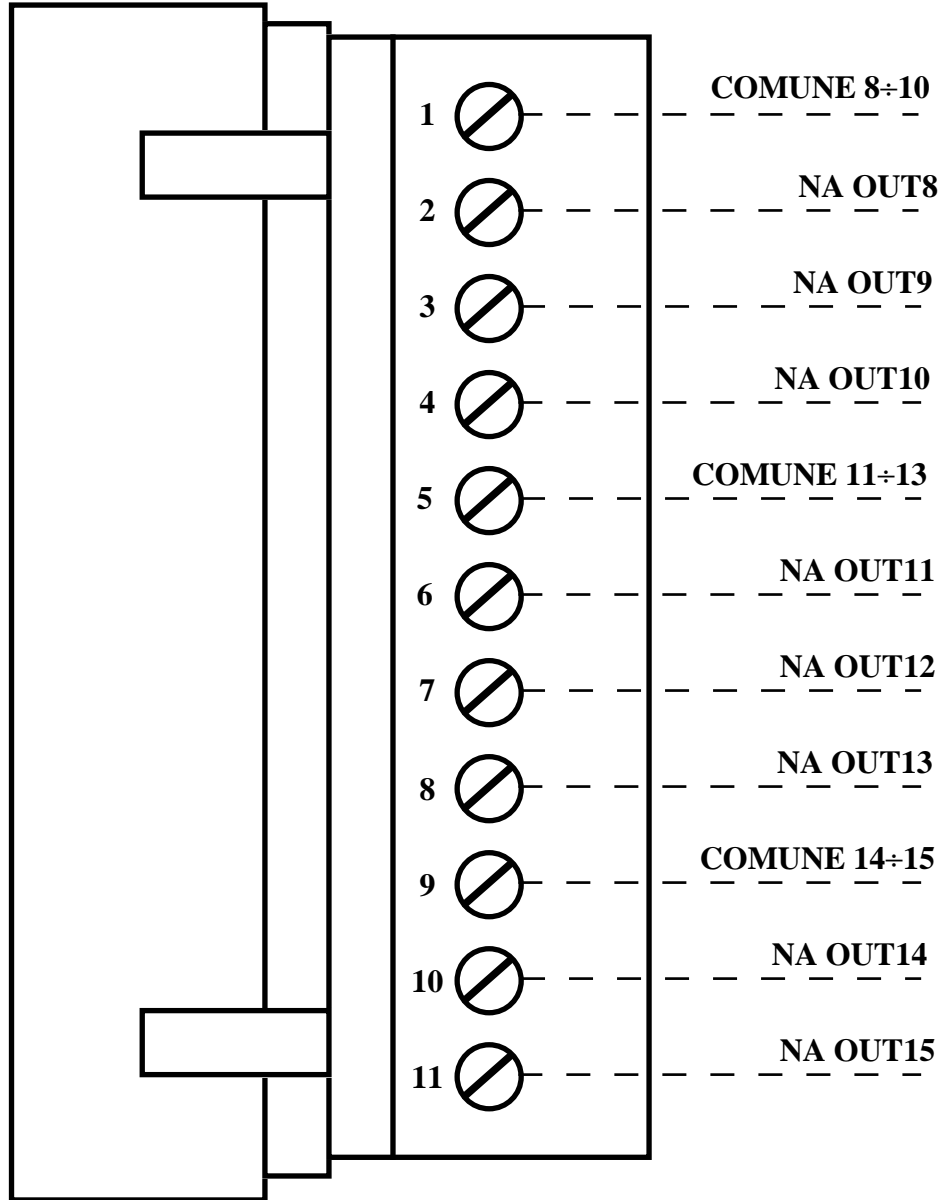 1 COMUNE 8÷10
2 NA OUT8
3 NA OUT9
4 NA OUT10
5 COMUNE 11÷13
6 NA OUT11
7 NA OUT12
8 NA OUT13
9 COMUNE 14÷15
10 NA OUT14
11 NA OUT15